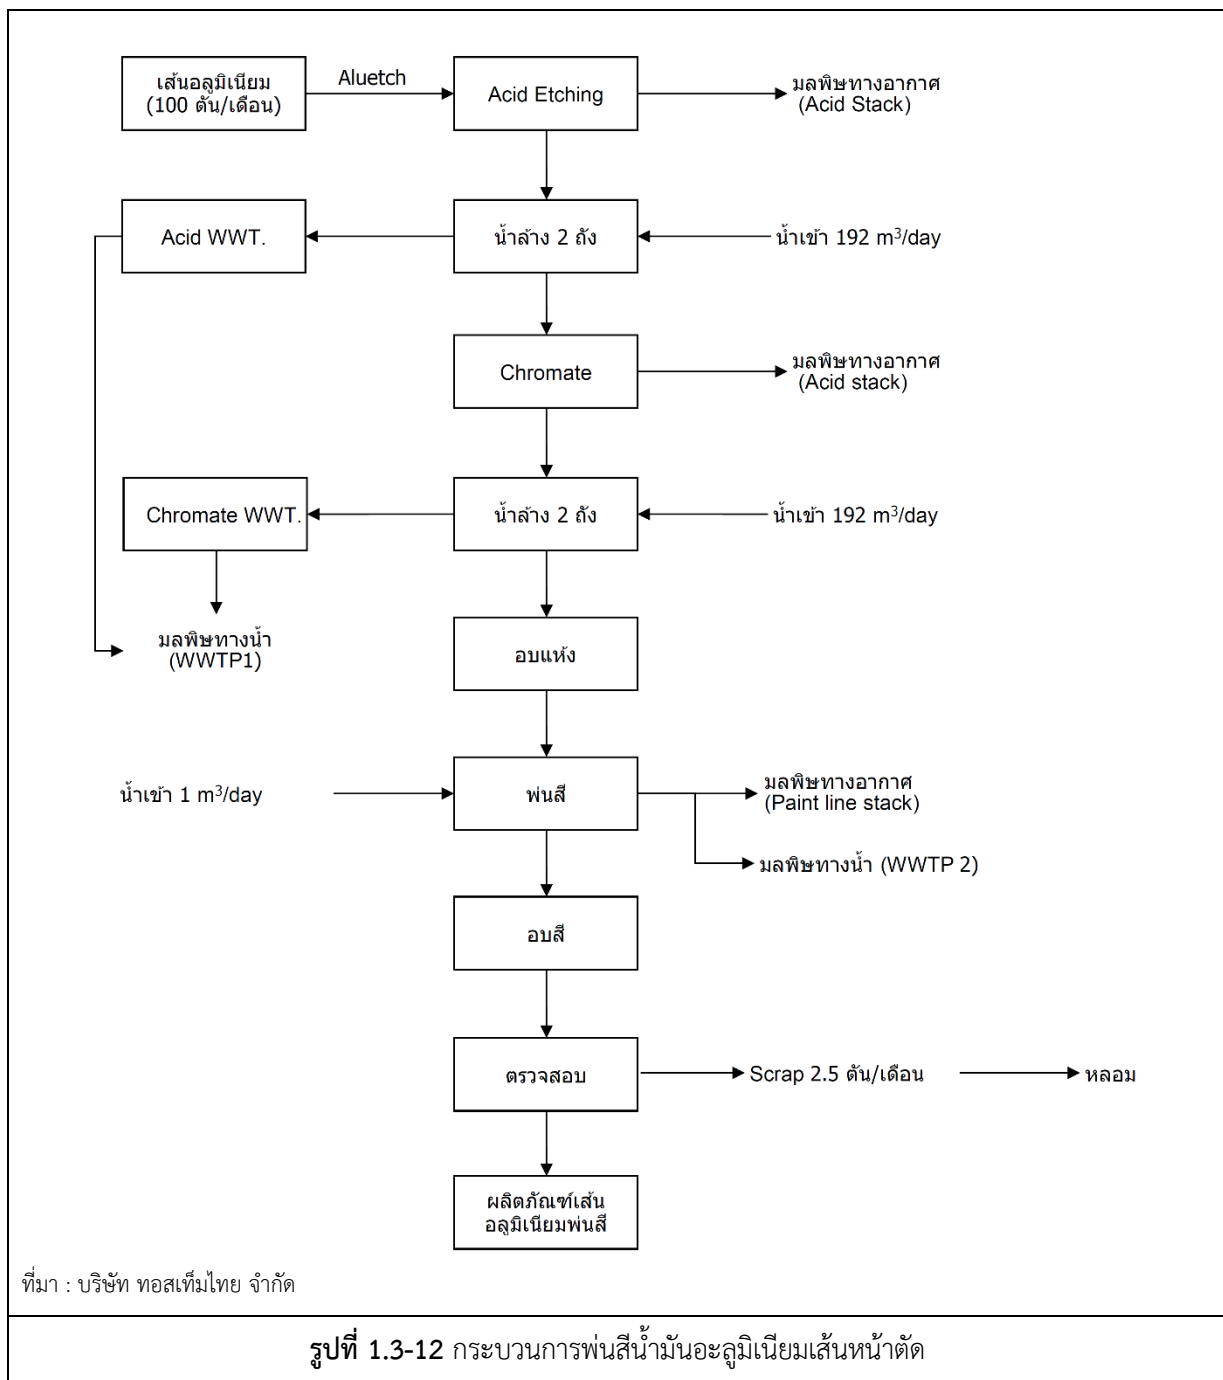 เส้นอลูมิเนียม
(100 ตัน/เดือน)
Aluetch
Acid Etching
มลพิษทางอากาศ
(Acid Stack)
Acid WWT.
น้ำล้าง 2 ถัง
น้ำเข้า 192 m³/day
Chromate
มลพิษทางอากาศ
(Acid stack)
Chromate WWT.
น้ำล้าง 2 ถัง
น้ำเข้า 192 m³/day
มลพิษทางน้ำ
(WWTP1)
อบแห้ง
น้ำเข้า 1 m³/day
พ่นสี
มลพิษทางอากาศ
(Paint line stack)
มลพิษทางน้ำ (WWTP 2)
อบสี
ตรวจสอบ
Scrap 2.5 ตัน/เดือน
หลอม
ผลิตภัณฑ์เส้น
อลูมิเนียมพ่นสี
ที่มา : บริษัท ทอสเท็มไทย จำกัด
รูปที่ 1.3-12 กระบวนการพ่นสีน้ำมันอะลูมิเนียมเส้นหน้าตัด